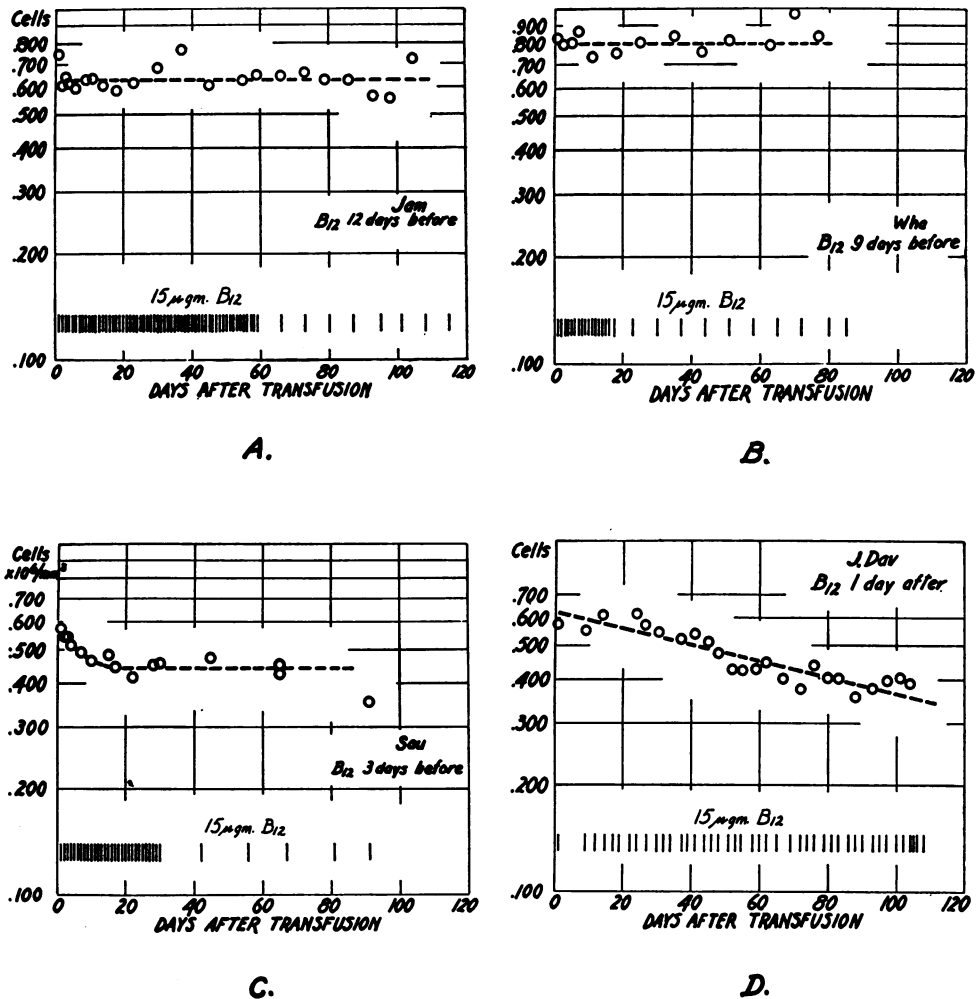 Cells
.800
.700
.600
.500
.400
.300
.200
.100
Jam
B12 12 days before
15 μgm. B12
0 20 40 60 80 100 120
DAYS AFTER TRANSFUSION
A.
.900
.800
.700
.600
.500
.400
.300
.200
.100
Wha
B12 9 days before
15 μgm. B12
0 20 40 60 80 100 120
DAYS AFTER TRANSFUSION
B.
Cells
x10⁶/mm³
.700
.600
.500
.400
.300
.200
.100
Sau
B12 3 days before
15 μgm. B12
0 20 40 60 80 100 120
DAYS AFTER TRANSFUSION
C.
Cells
.700
.600
.500
.400
.300
.200
.100
J. Dav
B12 1 day after
15 μgm. B12
0 20 40 60 80 100 120
DAYS AFTER TRANSFUSION
D.